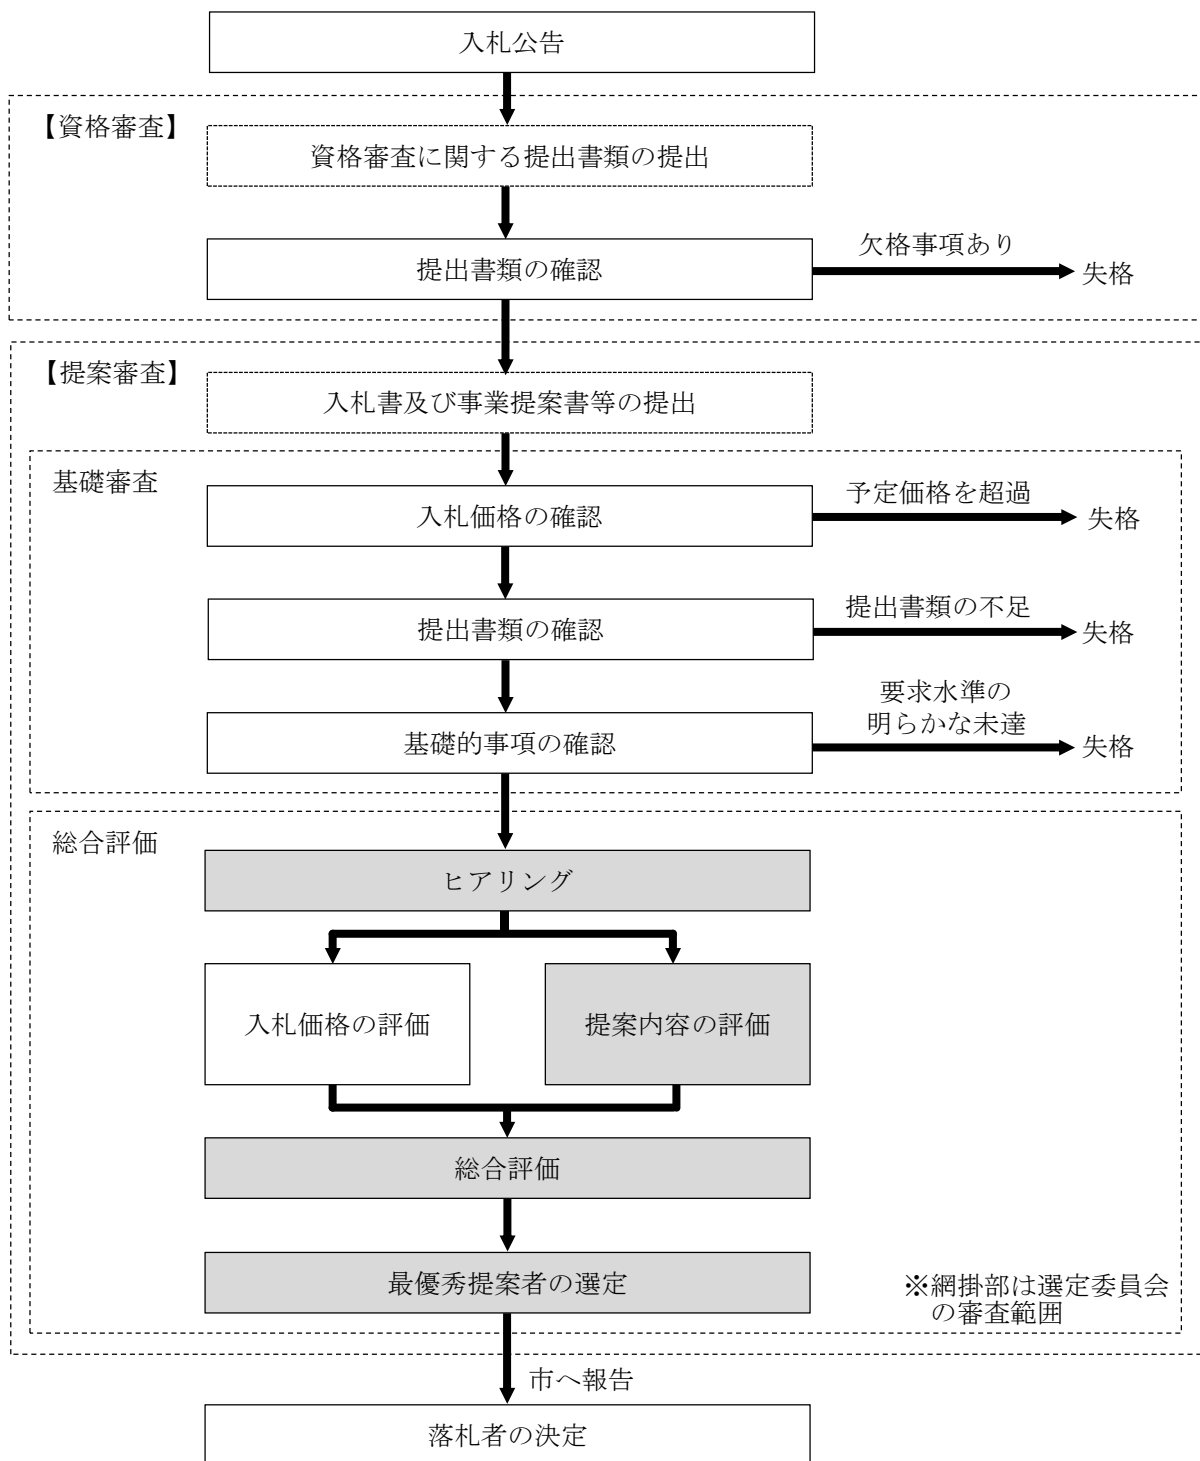 入札公告
【資格審査】
資格審査に関する提出書類の提出
提出書類の確認
欠格事項あり
失格
【提案審査】
入札書及び事業提案書等の提出
基礎審査
入札価格の確認
予定価格を超過
失格
提出書類の確認
提出書類の不足
失格
基礎的事項の確認
要求水準の
明らかな未達
失格
総合評価
ヒアリング
入札価格の評価
提案内容の評価
総合評価
最優秀提案者の選定
※網掛部は選定委員会
の審査範囲
市へ報告
落札者の決定